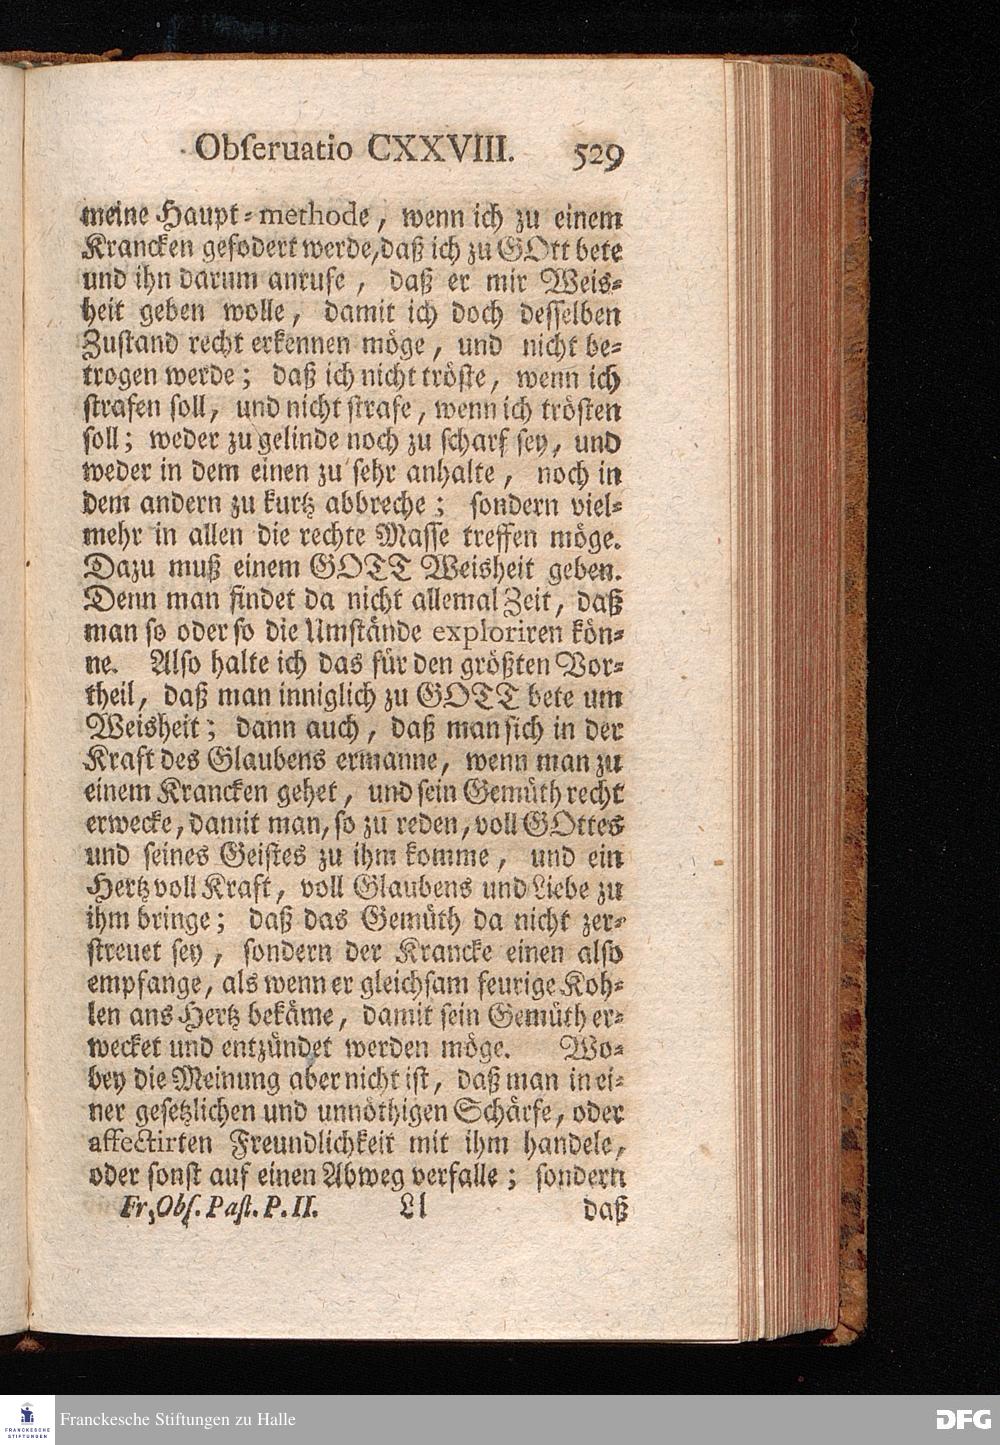 Obſeruatio CXXVIII. 529
meine Haupt-methode, wenn ich zu einem
Krancken gefodert werde, daß ich zu GOtt bete
und ihn darum anrufe, daß er mir Weis-
heit geben wolle, damit ich doch desselben
Zustand recht erkennen möge, und nicht be-
trogen werde; daß ich nicht tröste, wenn ich
strafen soll, und nicht strafe, wenn ich trösten
soll; weder zu gelinde noch zu scharf sey, und
weder in dem einen zu sehr anhalte, noch in
dem andern zu kurtz abbreche; sondern viel-
mehr in allen die rechte Masse treffen möge.
Dazu muß einem GOTT Weisheit geben.
Denn man findet da nicht allemal Zeit, daß
man so oder so die Umstände exploriren kön-
ne. Also halte ich das für den größten Vor-
theil, daß man inniglich zu GOTT bete um
Weisheit; dann auch, daß man sich in der
Kraft des Glaubens ermanne, wenn man zu
einem Krancken gehet, und sein Gemüth recht
erwecke, damit man, so zu reden, voll GOttes
und seines Geistes zu ihm komme, und ein
Hertz voll Kraft, voll Glaubens und Liebe zu
ihm bringe; daß das Gemüth da nicht zer-
streuet sey, sondern der Krancke einen also
empfange, als wenn er gleichsam feurige Koh-
len ans Hertz bekäme, damit sein Gemüth er-
wecket und entzündet werden möge. Wo-
bey die Meinung aber nicht ist, daß man in ei-
ner gesetzlichen und unnöthigen Schärfe, oder
affectirten Freundlichkeit mit ihm handele,
oder sonst auf einen Abweg verfalle; sondern
Fr. Obſ. Paſt. P. II. Ll daß
FRANCKESCHE STIFTUNGEN
Franckesche Stiftungen zu Halle
DFG